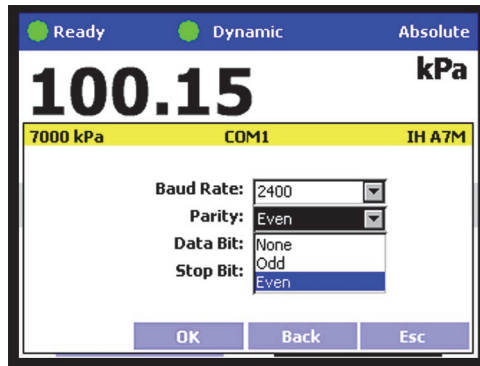 Ready Dynamic Absolute
100.15 kPa
7000 kPa COM1 IH A7M
Baud Rate: 2400
Parity: Even
Data Bit: None
Odd
Stop Bit: Even
OK Back Esc